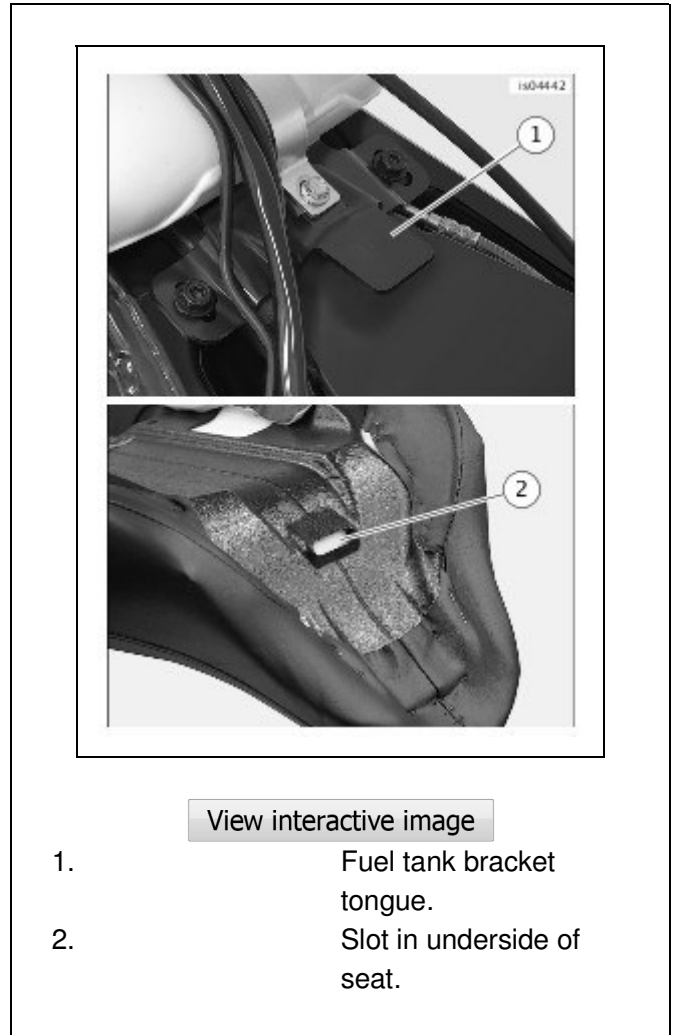 is04442
1
2
View interactive image
1. Fuel tank bracket
tongue.
2. Slot in underside of
seat.